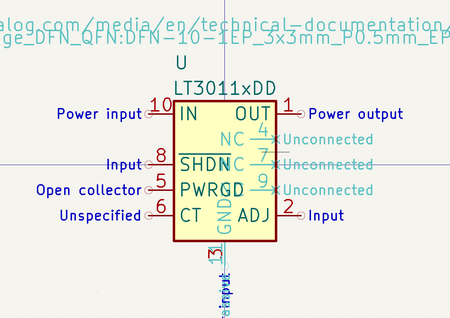 alog.com/media/en/technical-documentation/
ge_DFN_QFN:DFN-10-1EP_3x3mm_P0.5mm_EP
U
LT3011xDD
Power input 10 IN OUT 1 Power output
NC 4 Unconnected
Input 8 SHDN NC 7 Unconnected
Open collector 5 PWRGD 9 Unconnected
Unspecified 6 CT ADJ 2 Input
GND
3
11
input